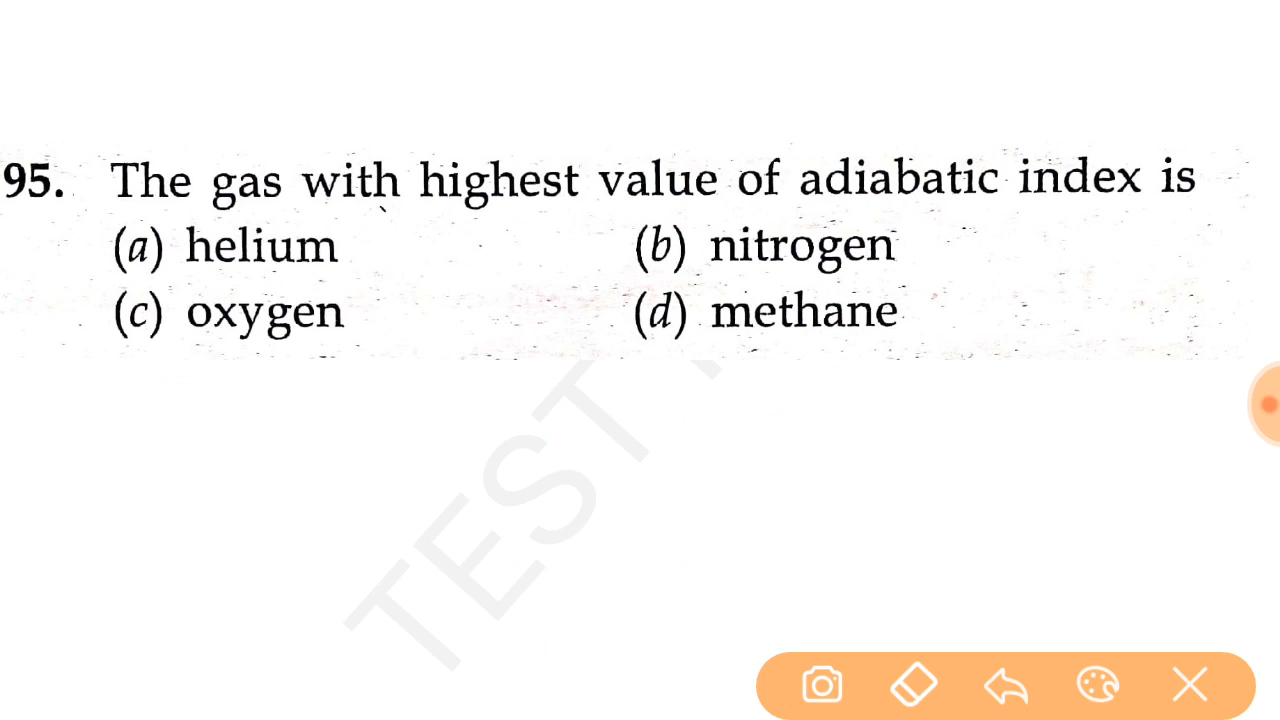 95. The gas with highest value of adiabatic index is
(a) helium (b) nitrogen
(c) oxygen (d) methane
TEST